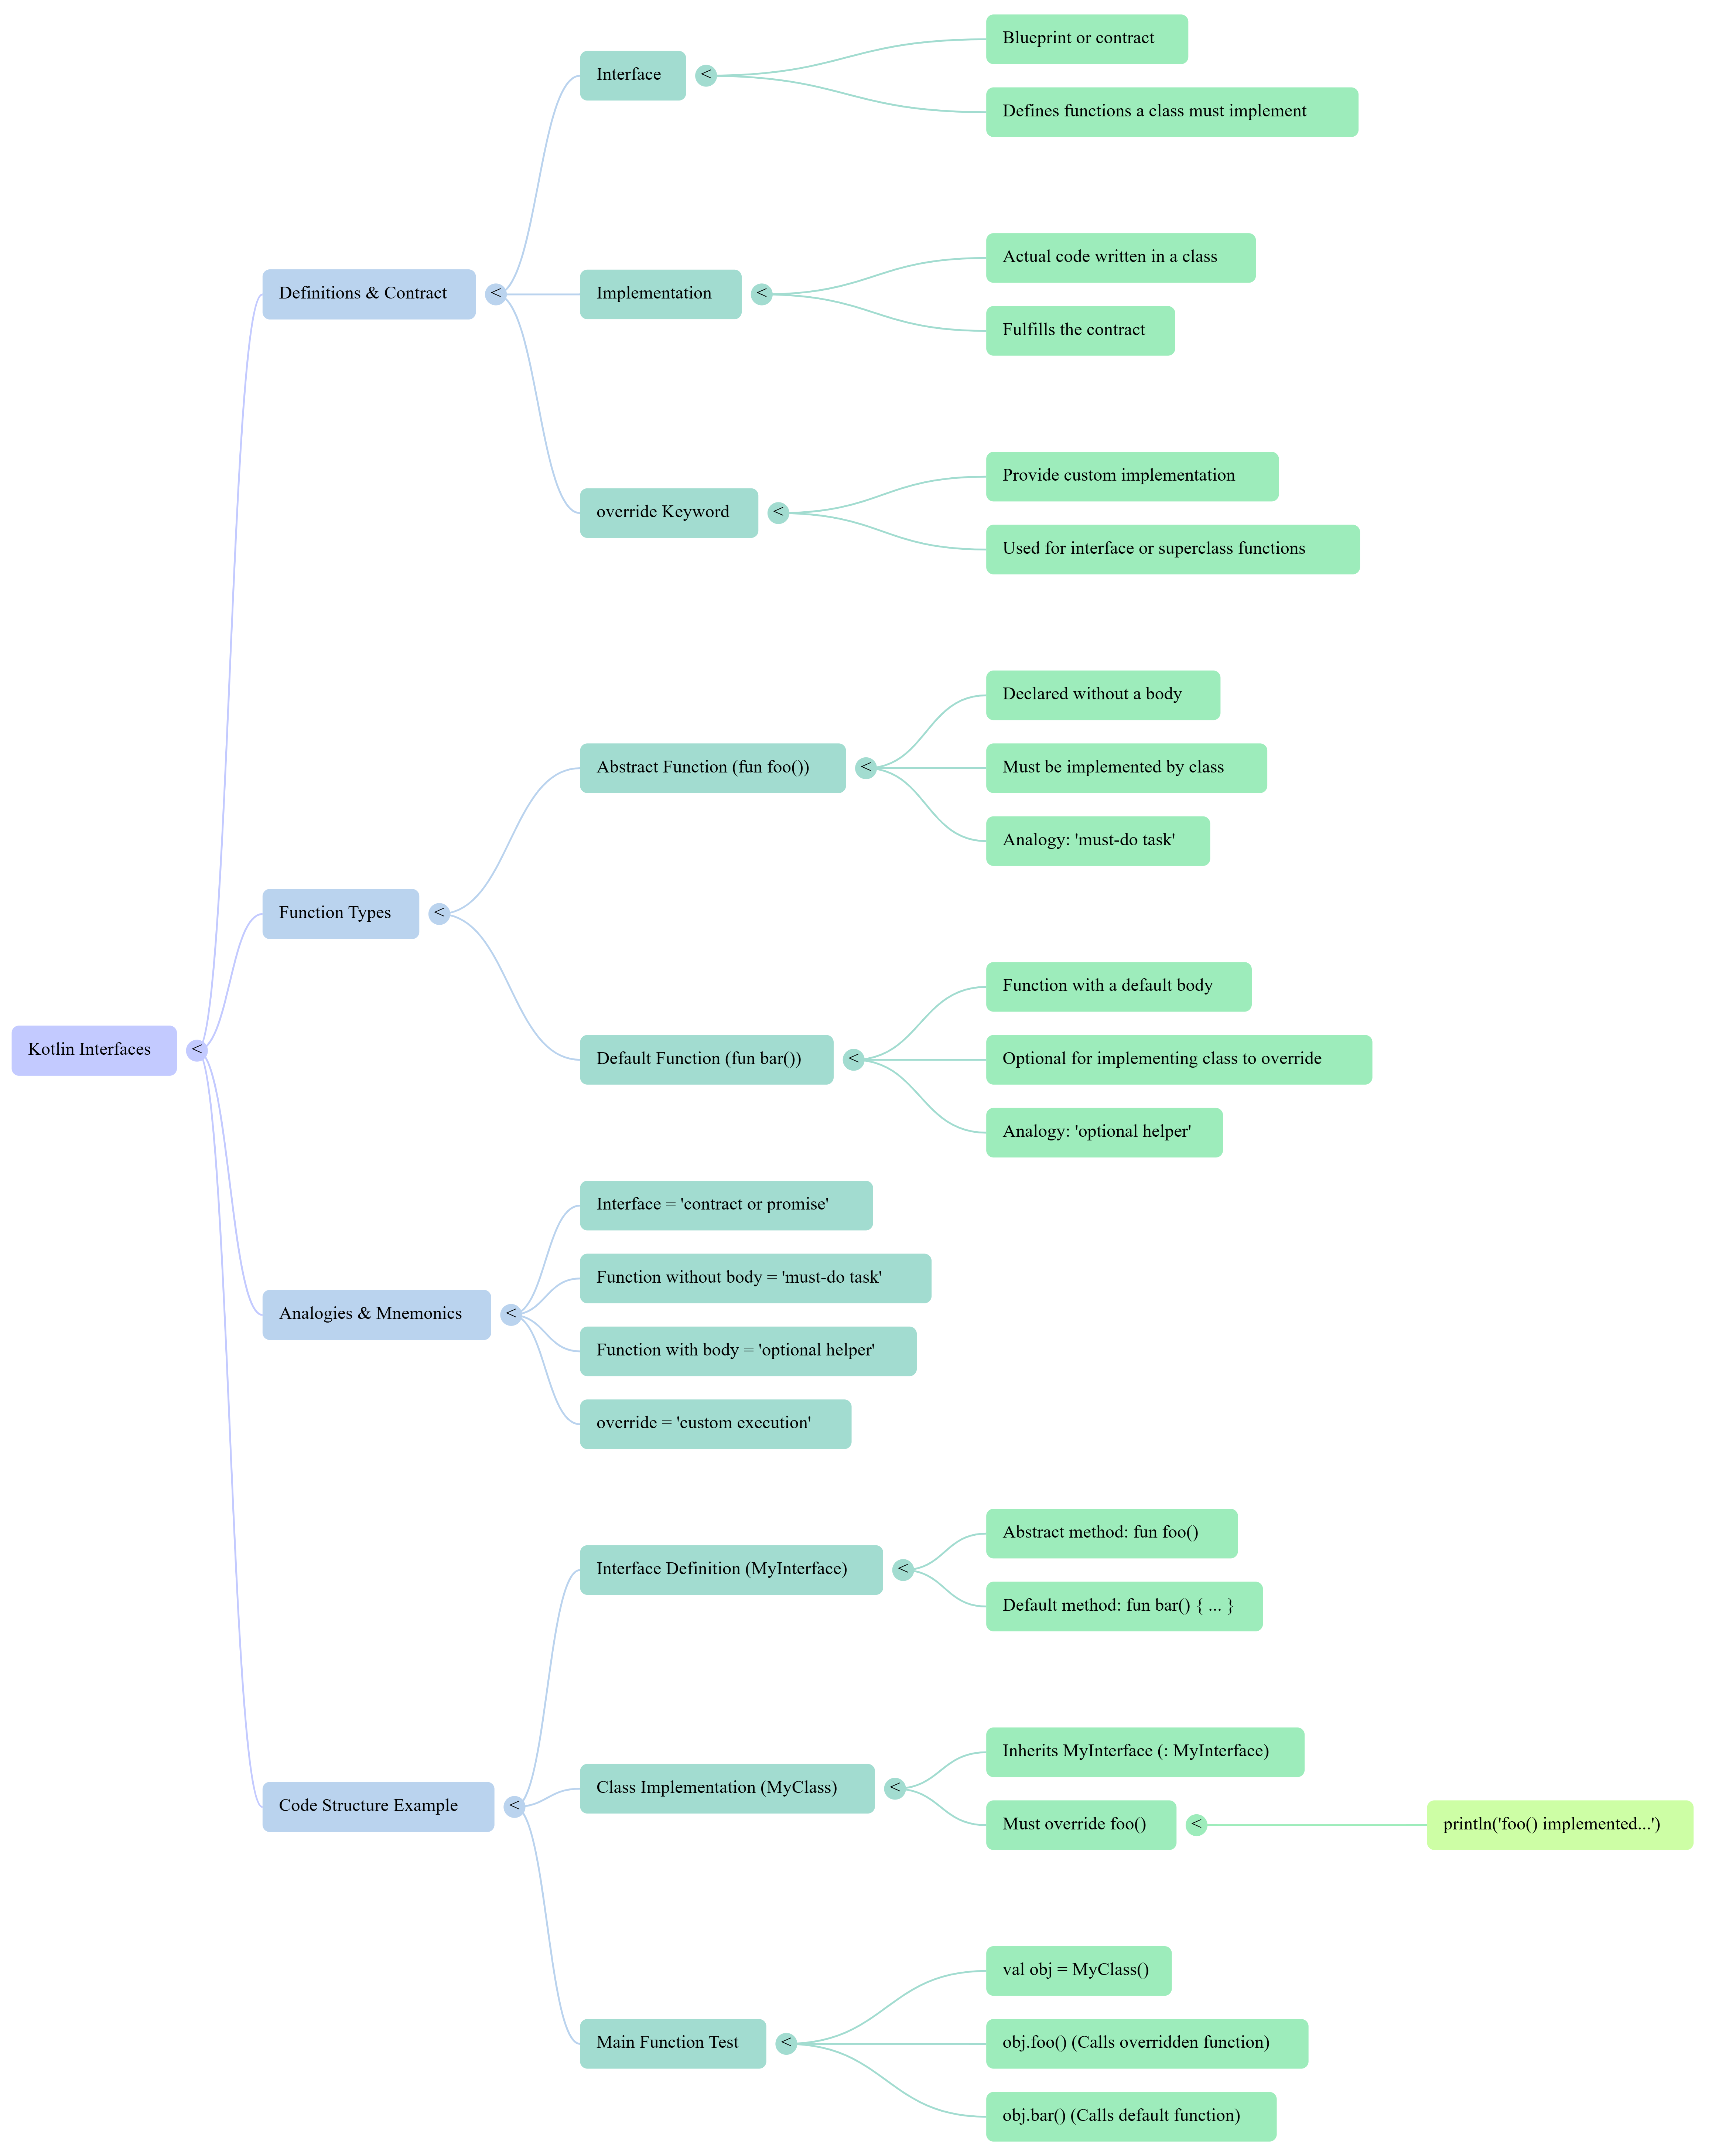 Kotlin Interfaces
<
Definitions & Contract
<
Interface
<
Blueprint or contract
Defines functions a class must implement
Implementation
<
Actual code written in a class
Fulfills the contract
override Keyword
<
Provide custom implementation
Used for interface or superclass functions
Function Types
<
Abstract Function (fun foo())
<
Declared without a body
Must be implemented by class
Analogy: 'must-do task'
Default Function (fun bar())
<
Function with a default body
Optional for implementing class to override
Analogy: 'optional helper'
Analogies & Mnemonics
<
Interface = 'contract or promise'
Function without body = 'must-do task'
Function with body = 'optional helper'
override = 'custom execution'
Code Structure Example
<
Interface Definition (MyInterface)
<
Abstract method: fun foo()
Default method: fun bar() { ... }
Class Implementation (MyClass)
<
Inherits MyInterface (: MyInterface)
Must override foo()
<
println('foo() implemented...')
Main Function Test
<
val obj = MyClass()
obj.foo() (Calls overridden function)
obj.bar() (Calls default function)